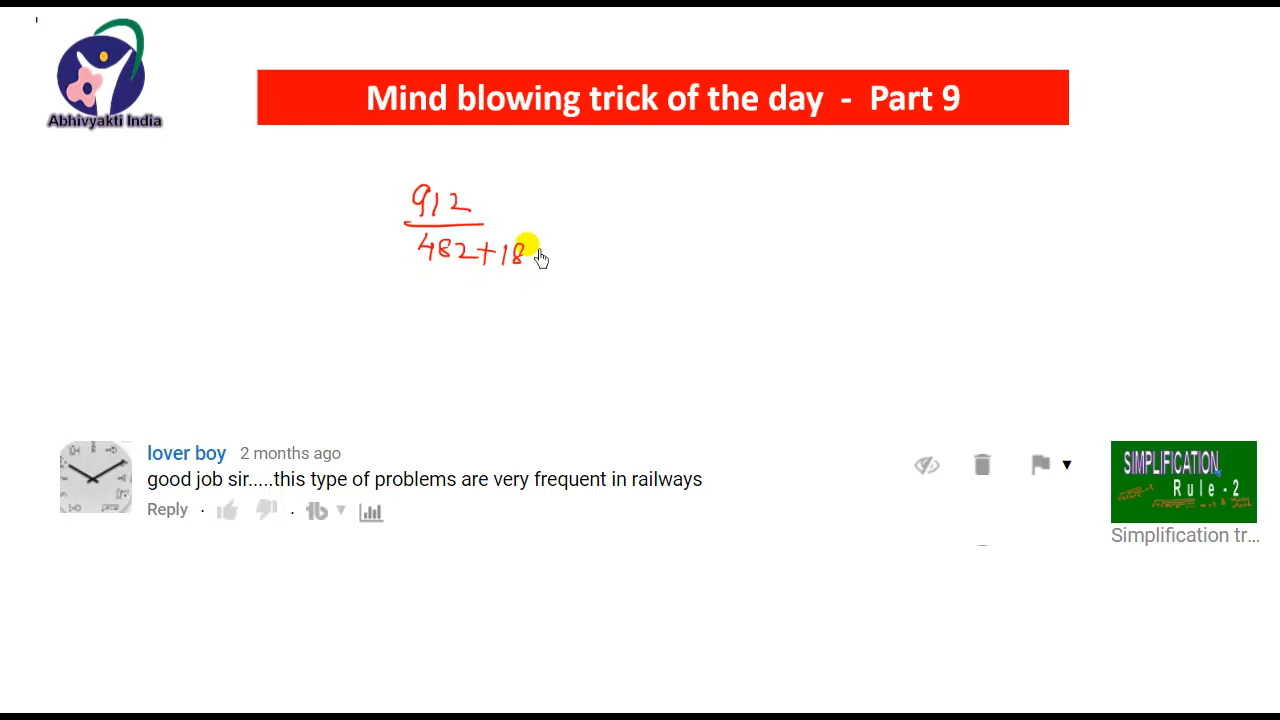 Abhivyakti India
Mind blowing trick of the day - Part 9
912
482+18
lover boy 2 months ago
good job sir.....this type of problems are very frequent in railways
Reply
SIMPLIFICATION
Rule-2
Simplification tr...